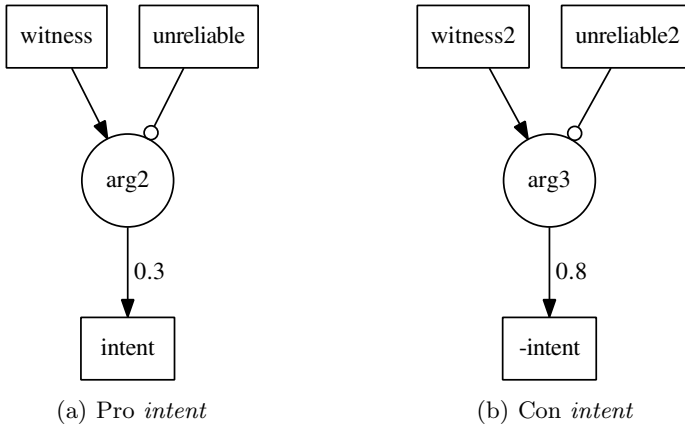 witness
unreliable
arg2
0.3
intent
(a) Pro intent
witness2
unreliable2
arg3
0.8
-intent
(b) Con intent